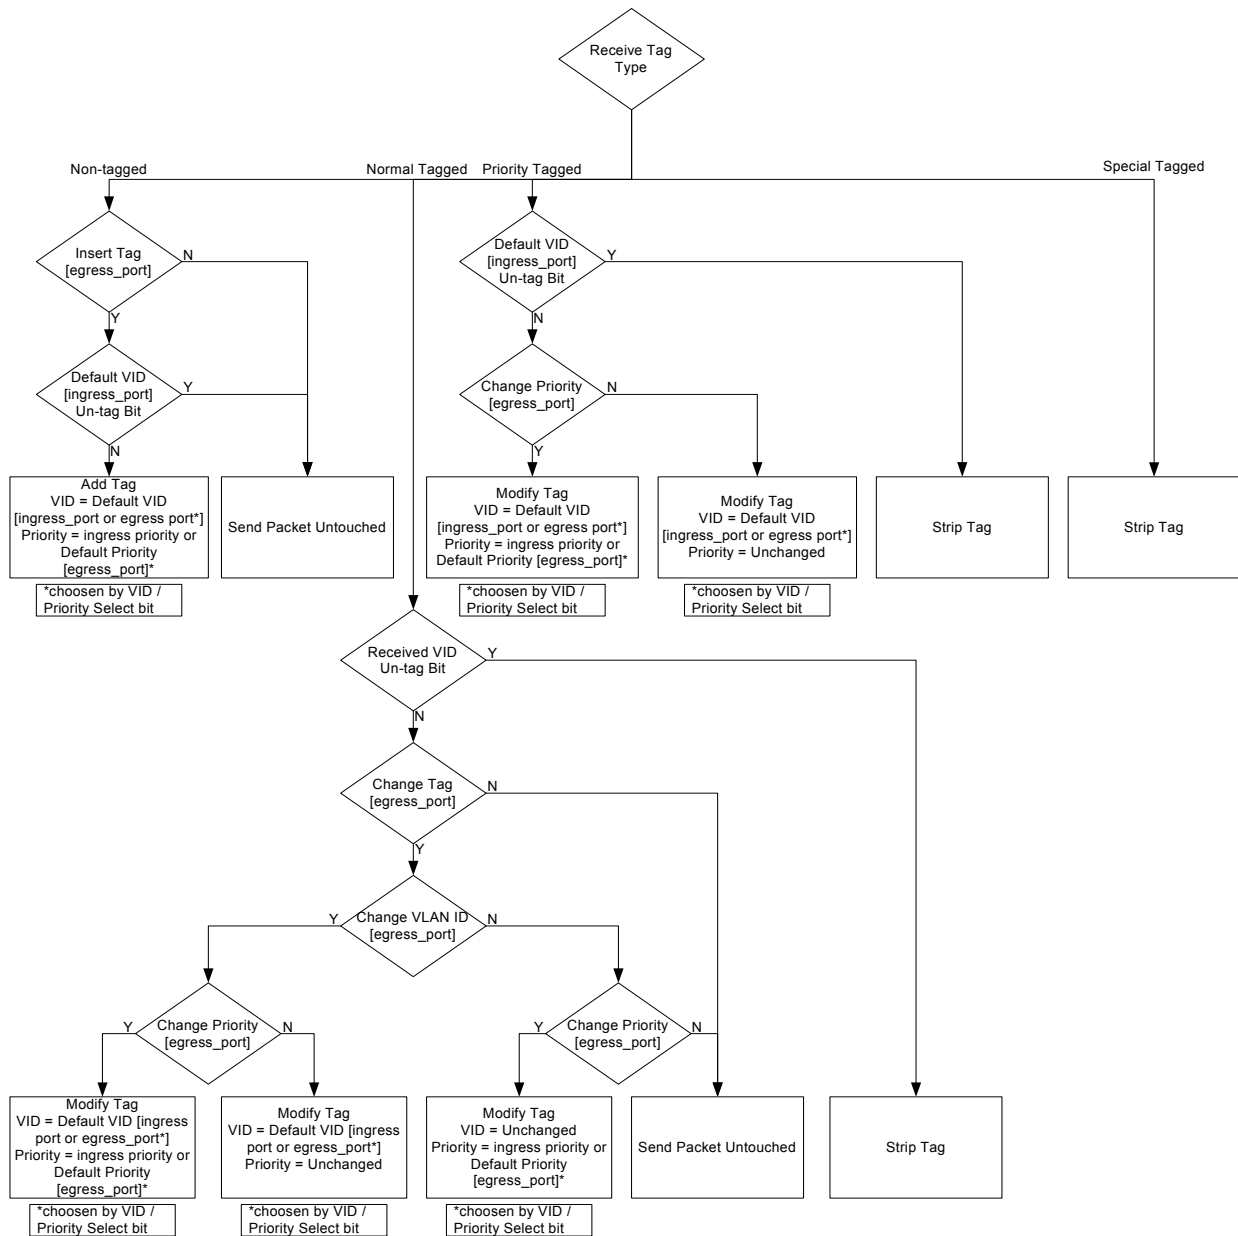 Receive Tag
Type
Non-tagged
Normal Tagged
Priority Tagged
Special Tagged
Insert Tag
[egress_port]
N
Y
Default VID
[ingress_port]
Un-tag Bit
Y
N
Default VID
[ingress_port]
Un-tag Bit
Y
N
Change Priority
[egress_port]
N
Y
Add Tag
VID = Default VID
[ingress_port or egress port*]
Priority = ingress priority or
Default Priority
[egress_port]*
*choosen by VID /
Priority Select bit
Send Packet Untouched
Modify Tag
VID = Default VID
[ingress_port or egress port*]
Priority = ingress priority or
Default Priority [egress_port]*
*choosen by VID /
Priority Select bit
Modify Tag
VID = Default VID
[ingress_port or egress port*]
Priority = Unchanged
*choosen by VID /
Priority Select bit
Strip Tag
Strip Tag
Received VID
Un-tag Bit
Y
N
Change Tag
[egress_port]
N
Y
Change VLAN ID
[egress_port]
Y
N
Change Priority
[egress_port]
Y
N
Change Priority
[egress_port]
Y
N
Modify Tag
VID = Default VID [ingress
port or egress_port*]
Priority = ingress priority or
Default Priority
[egress_port]*
*choosen by VID /
Priority Select bit
Modify Tag
VID = Default VID [ingress
port or egress_port*]
Priority = Unchanged
*choosen by VID /
Priority Select bit
Modify Tag
VID = Unchanged
Priority = ingress priority or
Default Priority
[egress_port]*
*choosen by VID /
Priority Select bit
Send Packet Untouched
Strip Tag